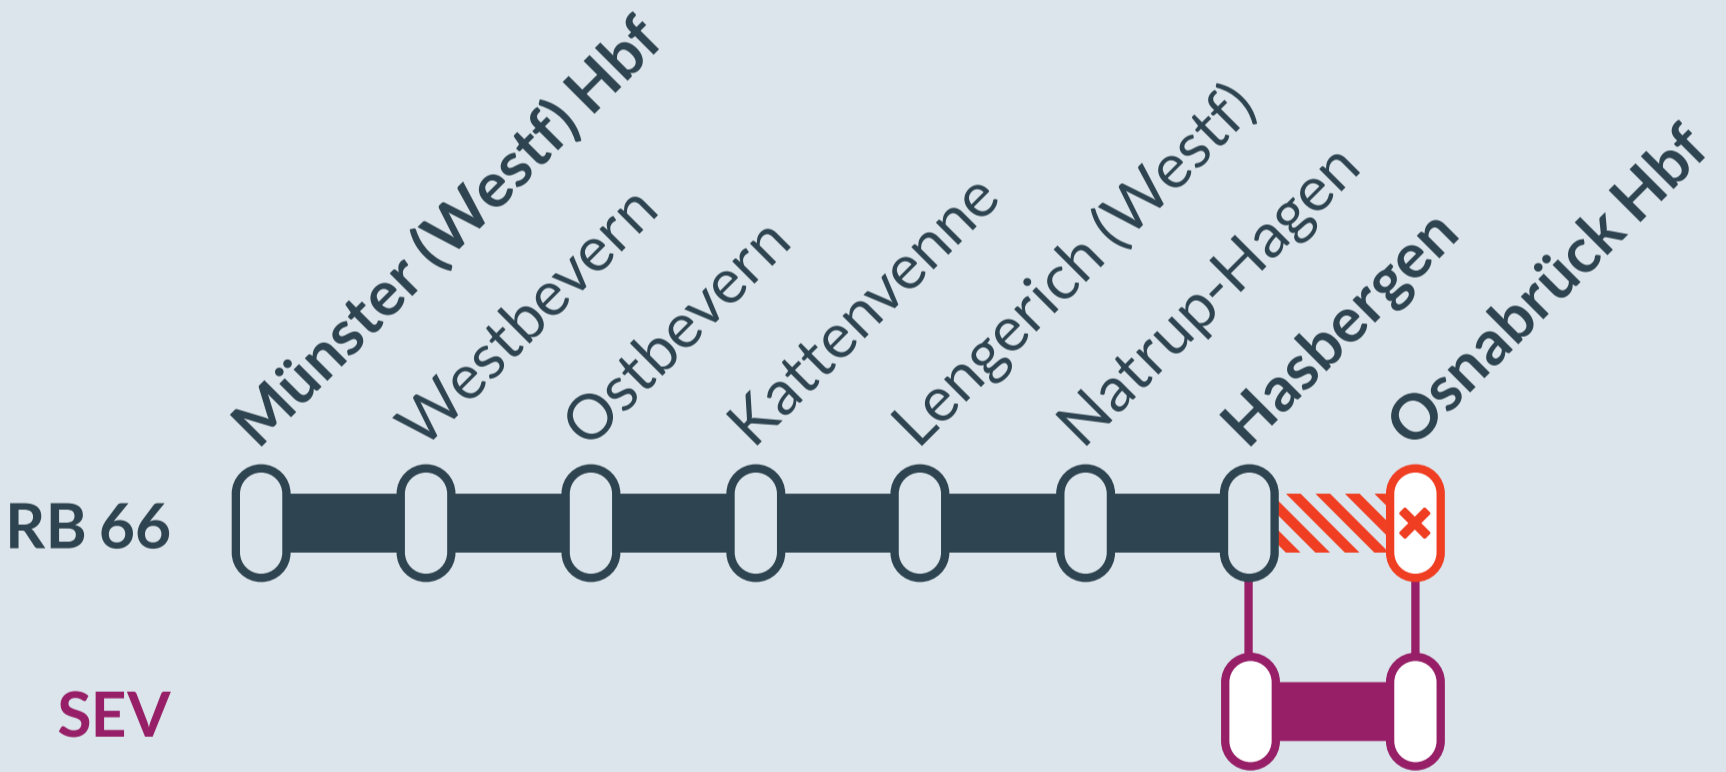 Münster (Westf) Hbf
Westbevern
Ostbevern
Kattenvenne
Lengerich (Westf)
Natrup-Hagen
Hasbergen
Osnabrück Hbf
RB 66
SEV